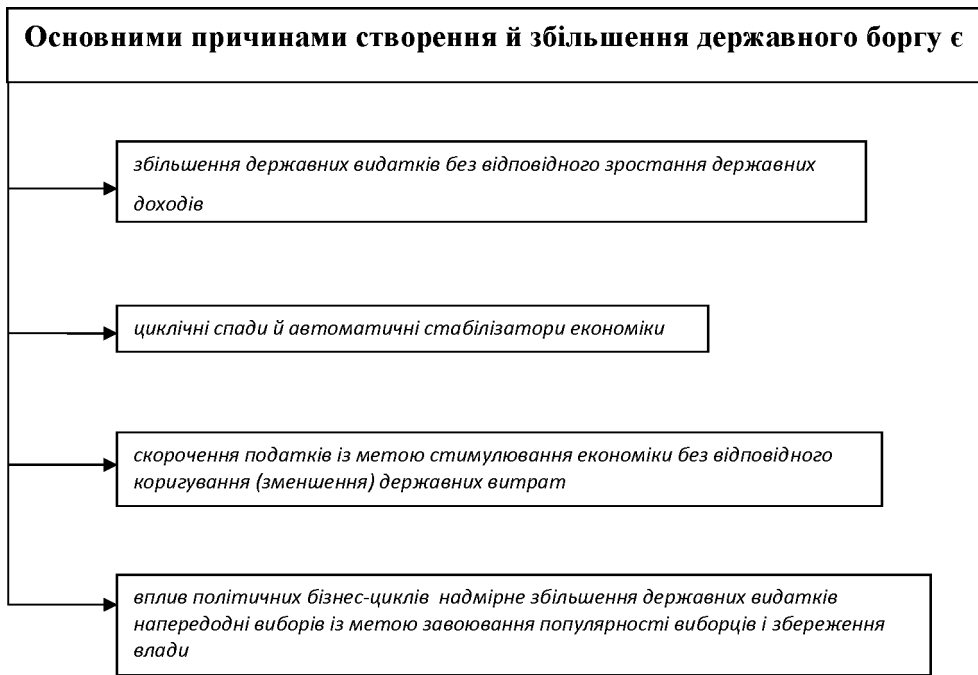 Основними причинами створення й збільшення державного боргу є
збільшення державних видатків без відповідного зростання державних
доходів
циклічні спади й автоматичні стабілізатори економіки
скорочення податків із метою стимулювання економіки без відповідного
коригування (зменшення) державних витрат
вплив політичних бізнес-циклів  надмірне збільшення державних видатків
напередодні виборів із метою завоювання популярності виборців і збереження
влади